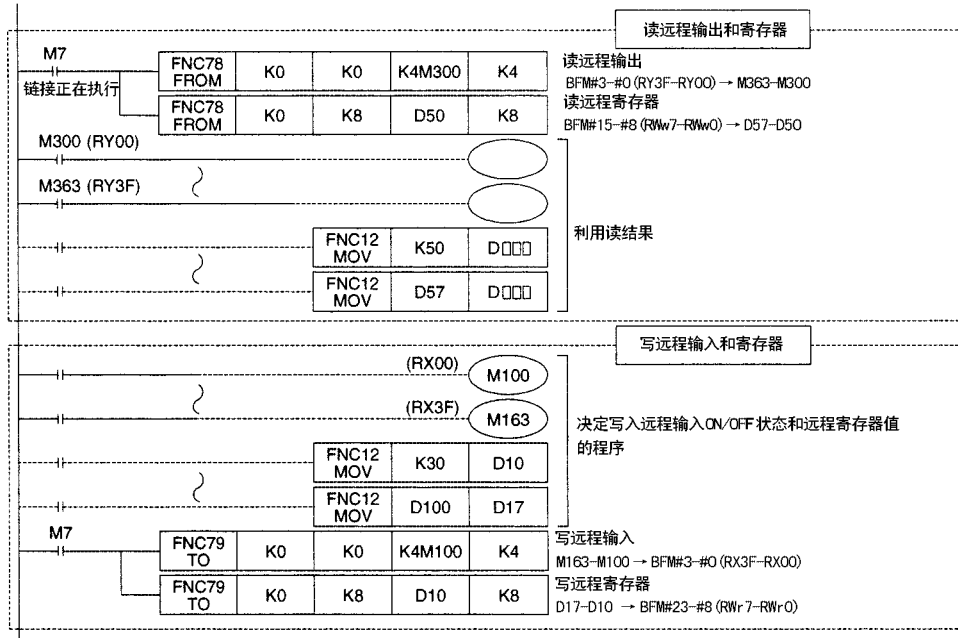 读远程输出和寄存器
M7
链接正在执行
FNC78 FROM K0 K0 K4M300 K4
读远程输出
BFM#3-#0(RY3F-RY00)→M363-M300
FNC78 FROM K0 K8 D50 K8
读远程寄存器
BFM#15-#8(RWw7-RWw0)→D57-D50
M300 (RY00)
M363 (RY3F)
FNC12 MOV K50 D□□□
FNC12 MOV D57 D□□□
利用读结果
写远程输入和寄存器
(RX00) M100
(RX3F) M163
FNC12 MOV K30 D10
FNC12 MOV D100 D17
决定写入远程输入ON/OFF状态和远程寄存器值
的程序
M7
FNC79 TO K0 K0 K4M100 K4
写远程输入
M163-M100→BFM#3-#0(RX3F-RX00)
FNC79 TO K0 K8 D10 K8
写远程寄存器
D17-D10 →BFM#23-#8(RWr7-RWr0)